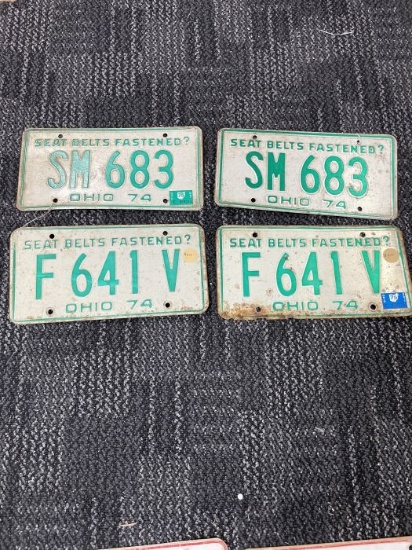 SEAT BELTS FASTENED?
SM 683
OHIO 74
SEAT BELTS FASTENED?
SM 683
OHIO 74
SEAT BELTS FASTENED?
F 641 V
OHIO 74
SEAT BELTS FASTENED?
F 641 V
OHIO 74